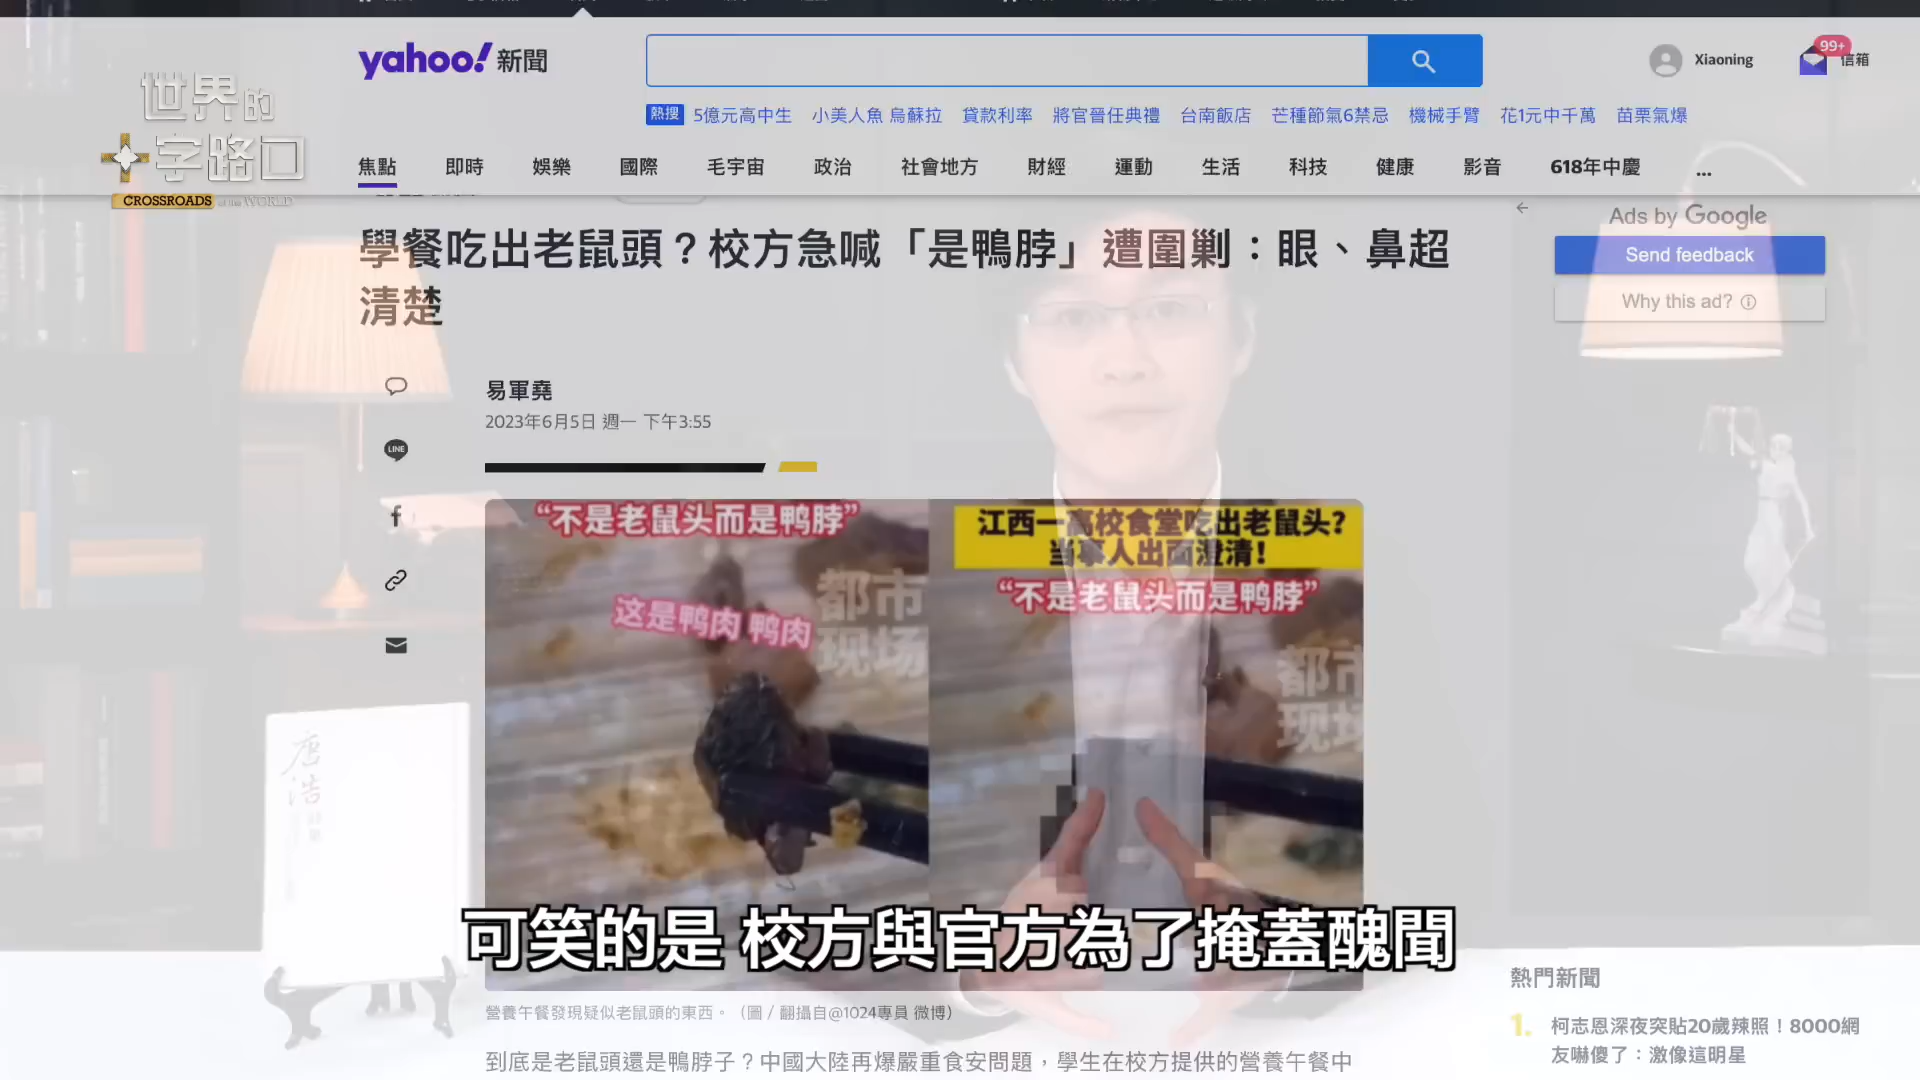 yahoo!新聞
Xiaoning
99+
信箱
世界的
十字路口
CROSSROADS of the WORLD
熱搜 5億元高中生 小美人魚 烏蘇拉 貸款利率 將官晉任典禮 台南飯店 芒種節氣6禁忌 機械手臂 花1元中千萬 苗栗氣爆
焦點 即時 娛樂 國際 毛宇宙 政治 社會地方 財經 運動 生活 科技 健康 影音 618年中慶 ...
學餐吃出老鼠頭？校方急喊「是鴨脖」遭圍剿：眼、鼻超
清楚
Ads by Google
Send feedback
Why this ad?
易軍堯
2023年6月5日 週一 下午3:55
LINE
“不是老鼠头而是鸭脖”
这是鸭肉 鸭肉
都市
现场
江西一高校食堂吃出老鼠头?
当事人出面澄清!
“不是老鼠头而是鸭脖”
都市
现场
唐浩
可笑的是 校方與官方為了掩蓋醜聞
營養午餐發現疑似老鼠頭的東西。（圖 / 翻攝自@1024專員 微博）
到底是老鼠頭還是鴨脖子？中國大陸再爆嚴重食安問題，學生在校方提供的營養午餐中
熱門新聞
1. 柯志恩深夜突貼20歲辣照！8000網
友嚇傻了：激像這明星